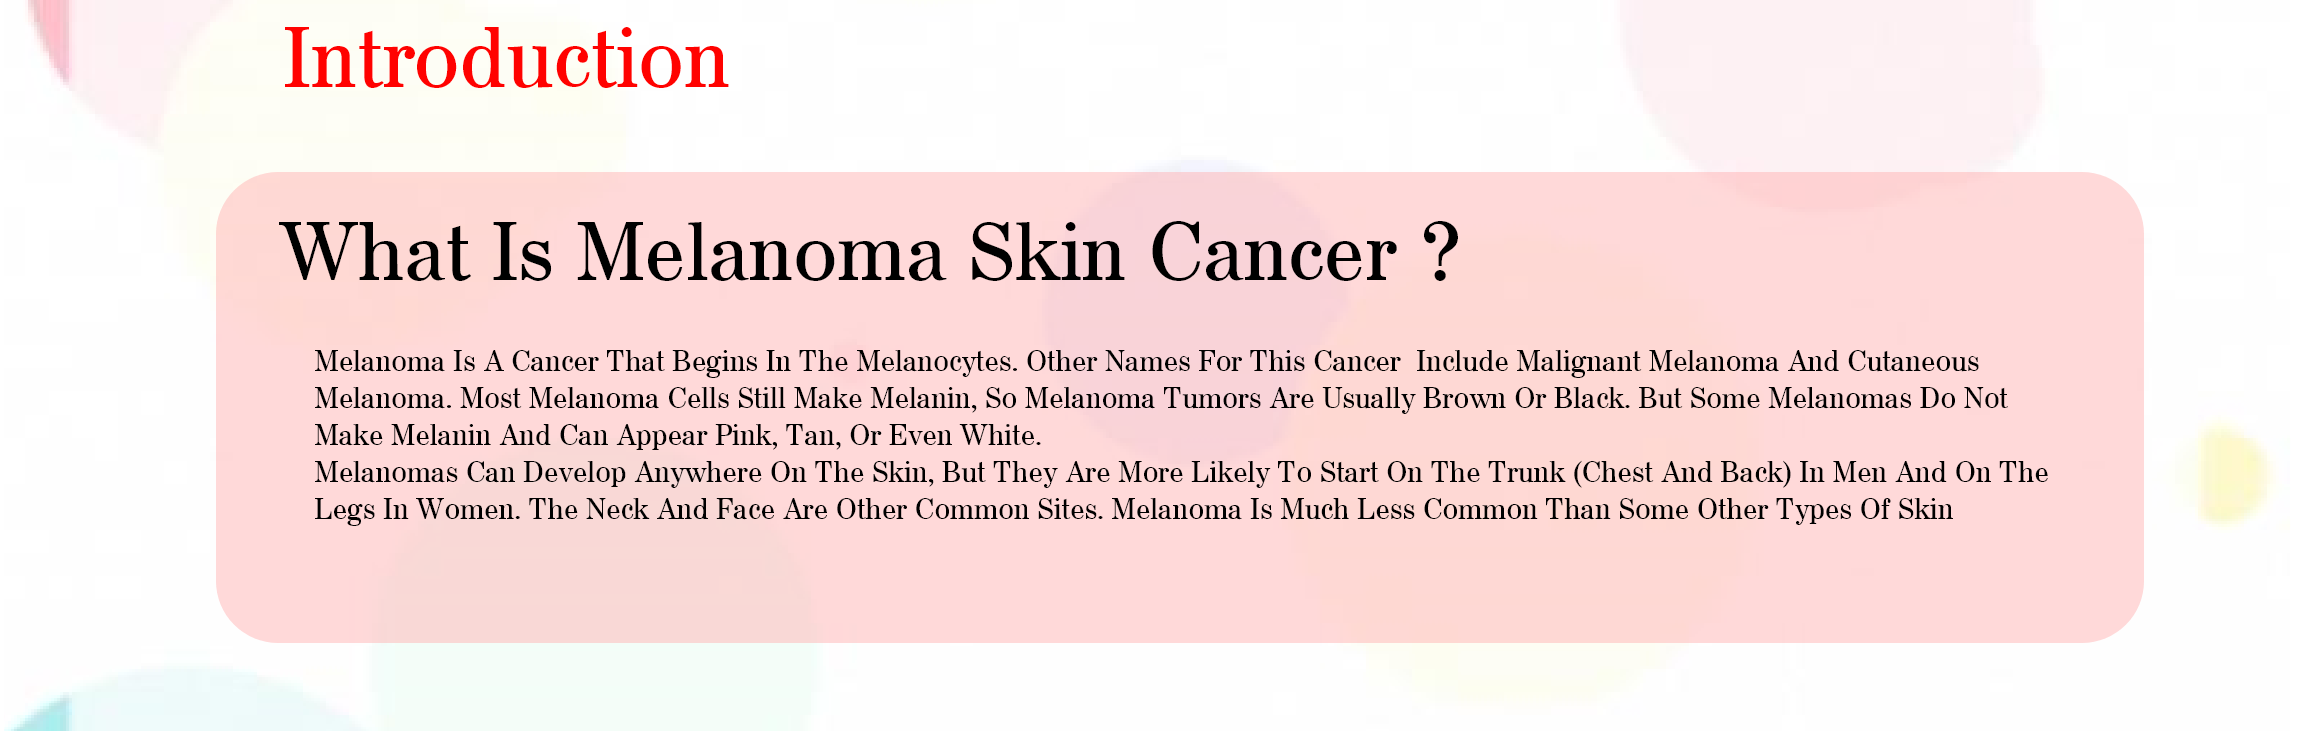 Introduction
What Is Melanoma Skin Cancer ?
Melanoma Is A Cancer That Begins In The Melanocytes. Other Names For This Cancer  Include Malignant Melanoma And Cutaneous
Melanoma. Most Melanoma Cells Still Make Melanin, So Melanoma Tumors Are Usually Brown Or Black. But Some Melanomas Do Not
Make Melanin And Can Appear Pink, Tan, Or Even White.
Melanomas Can Develop Anywhere On The Skin, But They Are More Likely To Start On The Trunk (Chest And Back) In Men And On The
Legs In Women. The Neck And Face Are Other Common Sites. Melanoma Is Much Less Common Than Some Other Types Of Skin